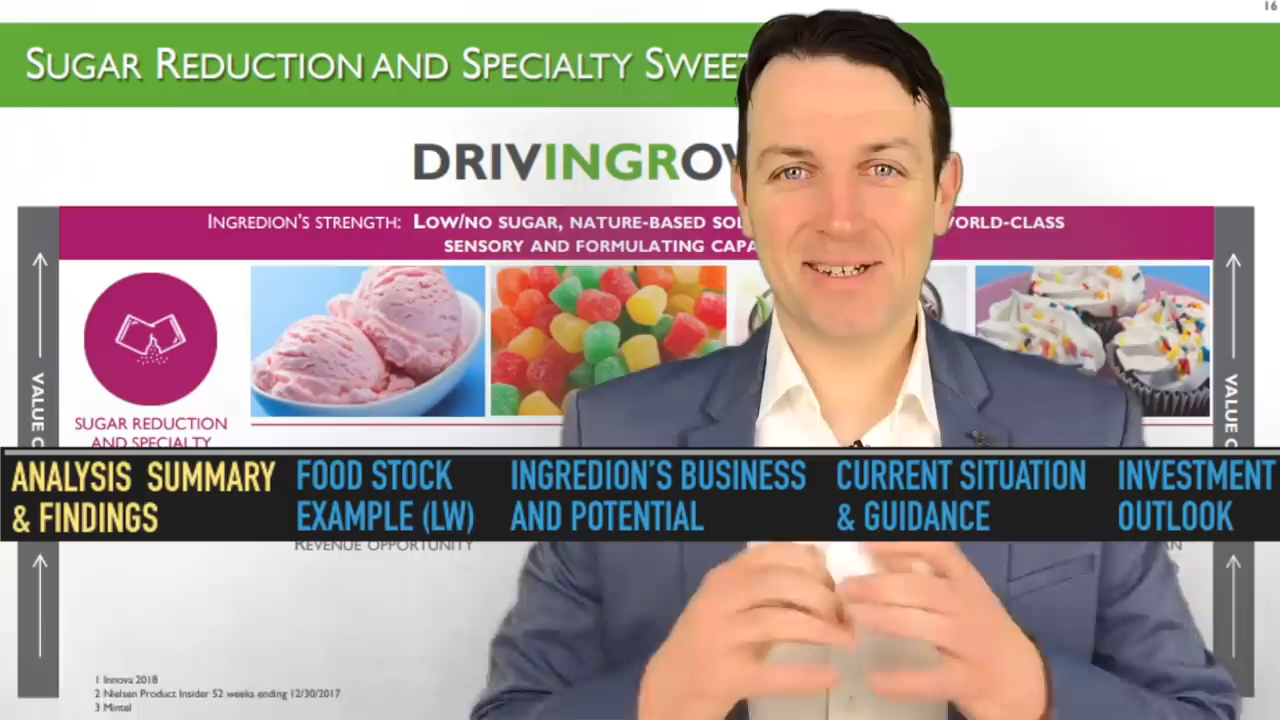 16
SUGAR REDUCTION AND SPECIALTY SWEET
DRIVINGRO
INGREDION'S STRENGTH: LOW/NO SUGAR, NATURE-BASED SOL ORLD-CLASS
SENSORY AND FORMULATING CAPA
VALUE
SUGAR REDUCTION
AND SPECIALTY
VALUE
ANALYSIS SUMMARY
& FINDINGS
FOOD STOCK
EXAMPLE (LW)
INGREDION'S BUSINESS
AND POTENTIAL
CURRENT SITUATION
& GUIDANCE
INVESTMENT
OUTLOOK
REVENUE OPPORTUNITY
1 Innova 2018
2 Nielsen Product Insider 52 weeks ending 12/30/2017
3 Mintel